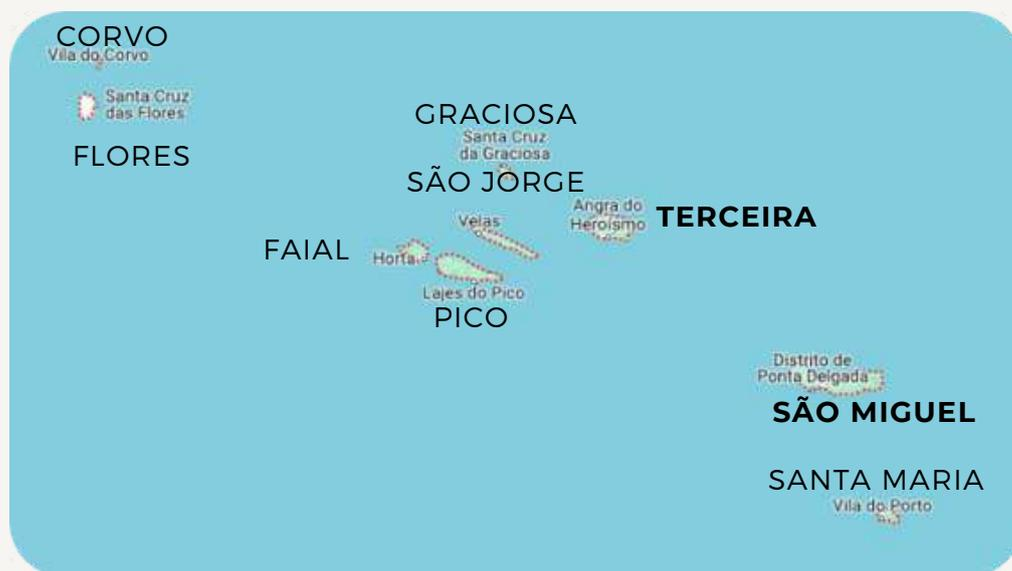 CORVO
Vila do Corvo
Santa Cruz
das Flores
FLORES
GRACIOSA
Santa Cruz
da Graciosa
SÃO JORGE
Velas
Angra do
Heroísmo
TERCEIRA
FAIAL
Horta
Lajes do Pico
PICO
Distrito de
Ponta Delgada
SÃO MIGUEL
SANTA MARIA
Vila do Porto